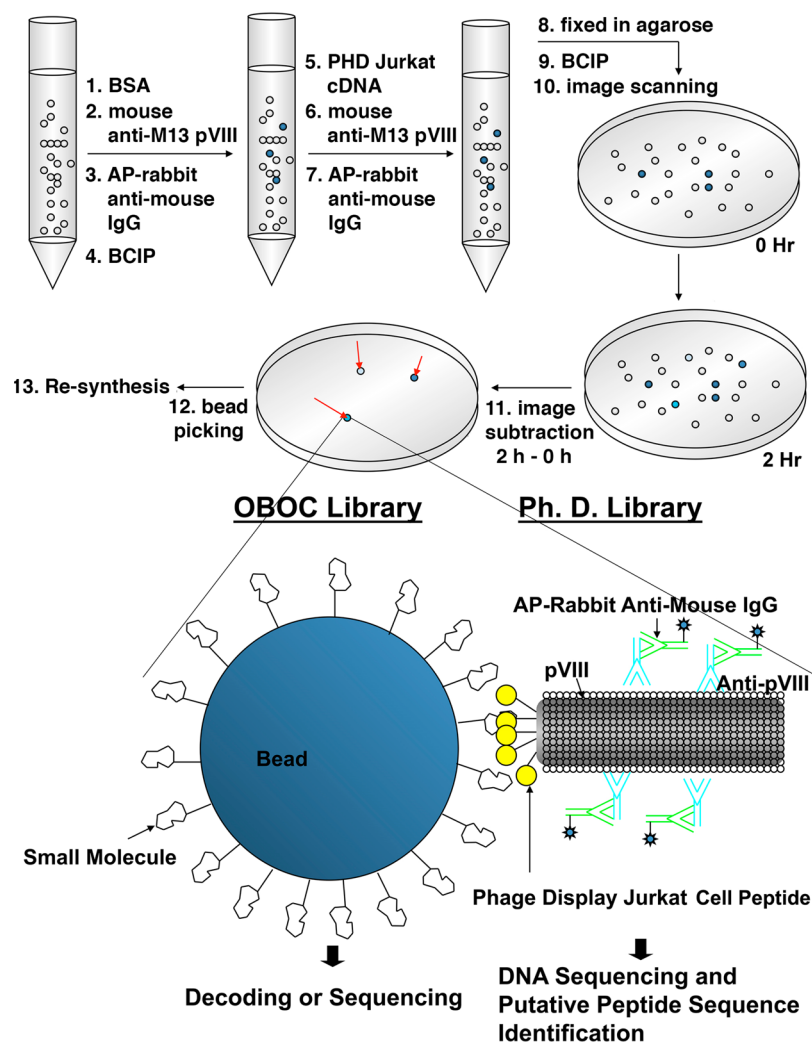 1. BSA
2. mouse
anti-M13 pVIII
3. AP-rabbit
anti-mouse
IgG
4. BCIP
5. PHD Jurkat
cDNA
6. mouse
anti-M13 pVIII
7. AP-rabbit
anti-mouse
IgG
8. fixed in agarose
9. BCIP
10. image scanning
0 Hr
2 Hr
11. image
subtraction
2 h - 0 h
12. bead
picking
13. Re-synthesis
OBOC Library
Ph. D. Library
AP-Rabbit Anti-Mouse IgG
pVIII
Anti-pVIII
Bead
Small Molecule
Phage Display Jurkat Cell Peptide
Decoding or Sequencing
DNA Sequencing and
Putative Peptide Sequence
Identification